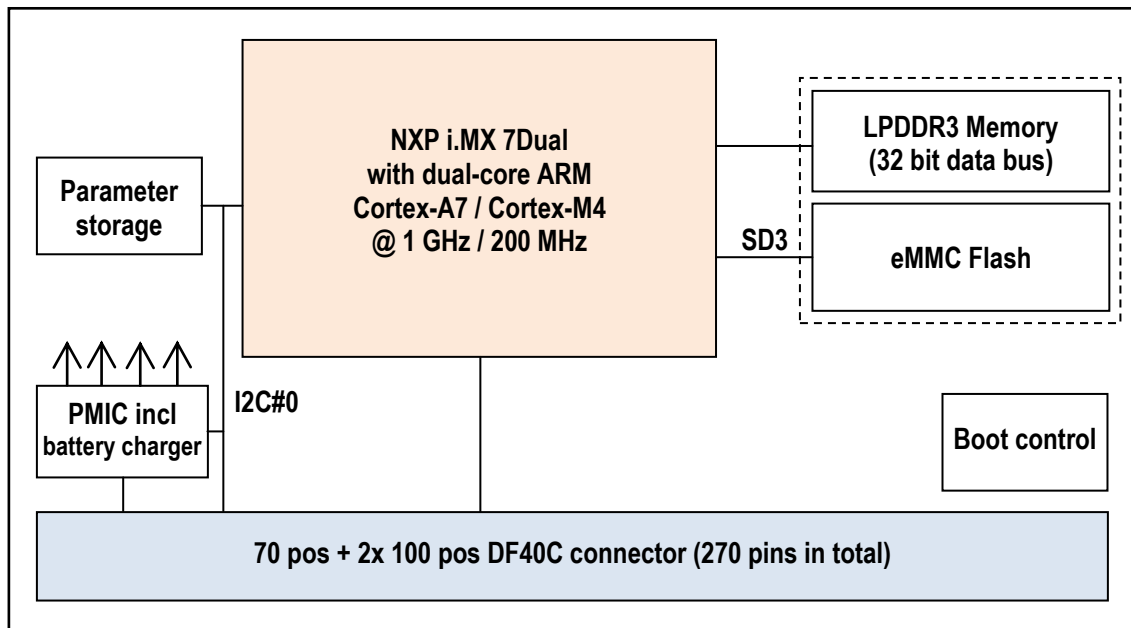 NXP i.MX 7Dual
with dual-core ARM
Cortex-A7 / Cortex-M4
@ 1 GHz / 200 MHz
LPDDR3 Memory
(32 bit data bus)
Parameter
storage
SD3
eMMC Flash
I2C#0
PMIC incl
battery charger
Boot control
70 pos + 2x 100 pos DF40C connector (270 pins in total)